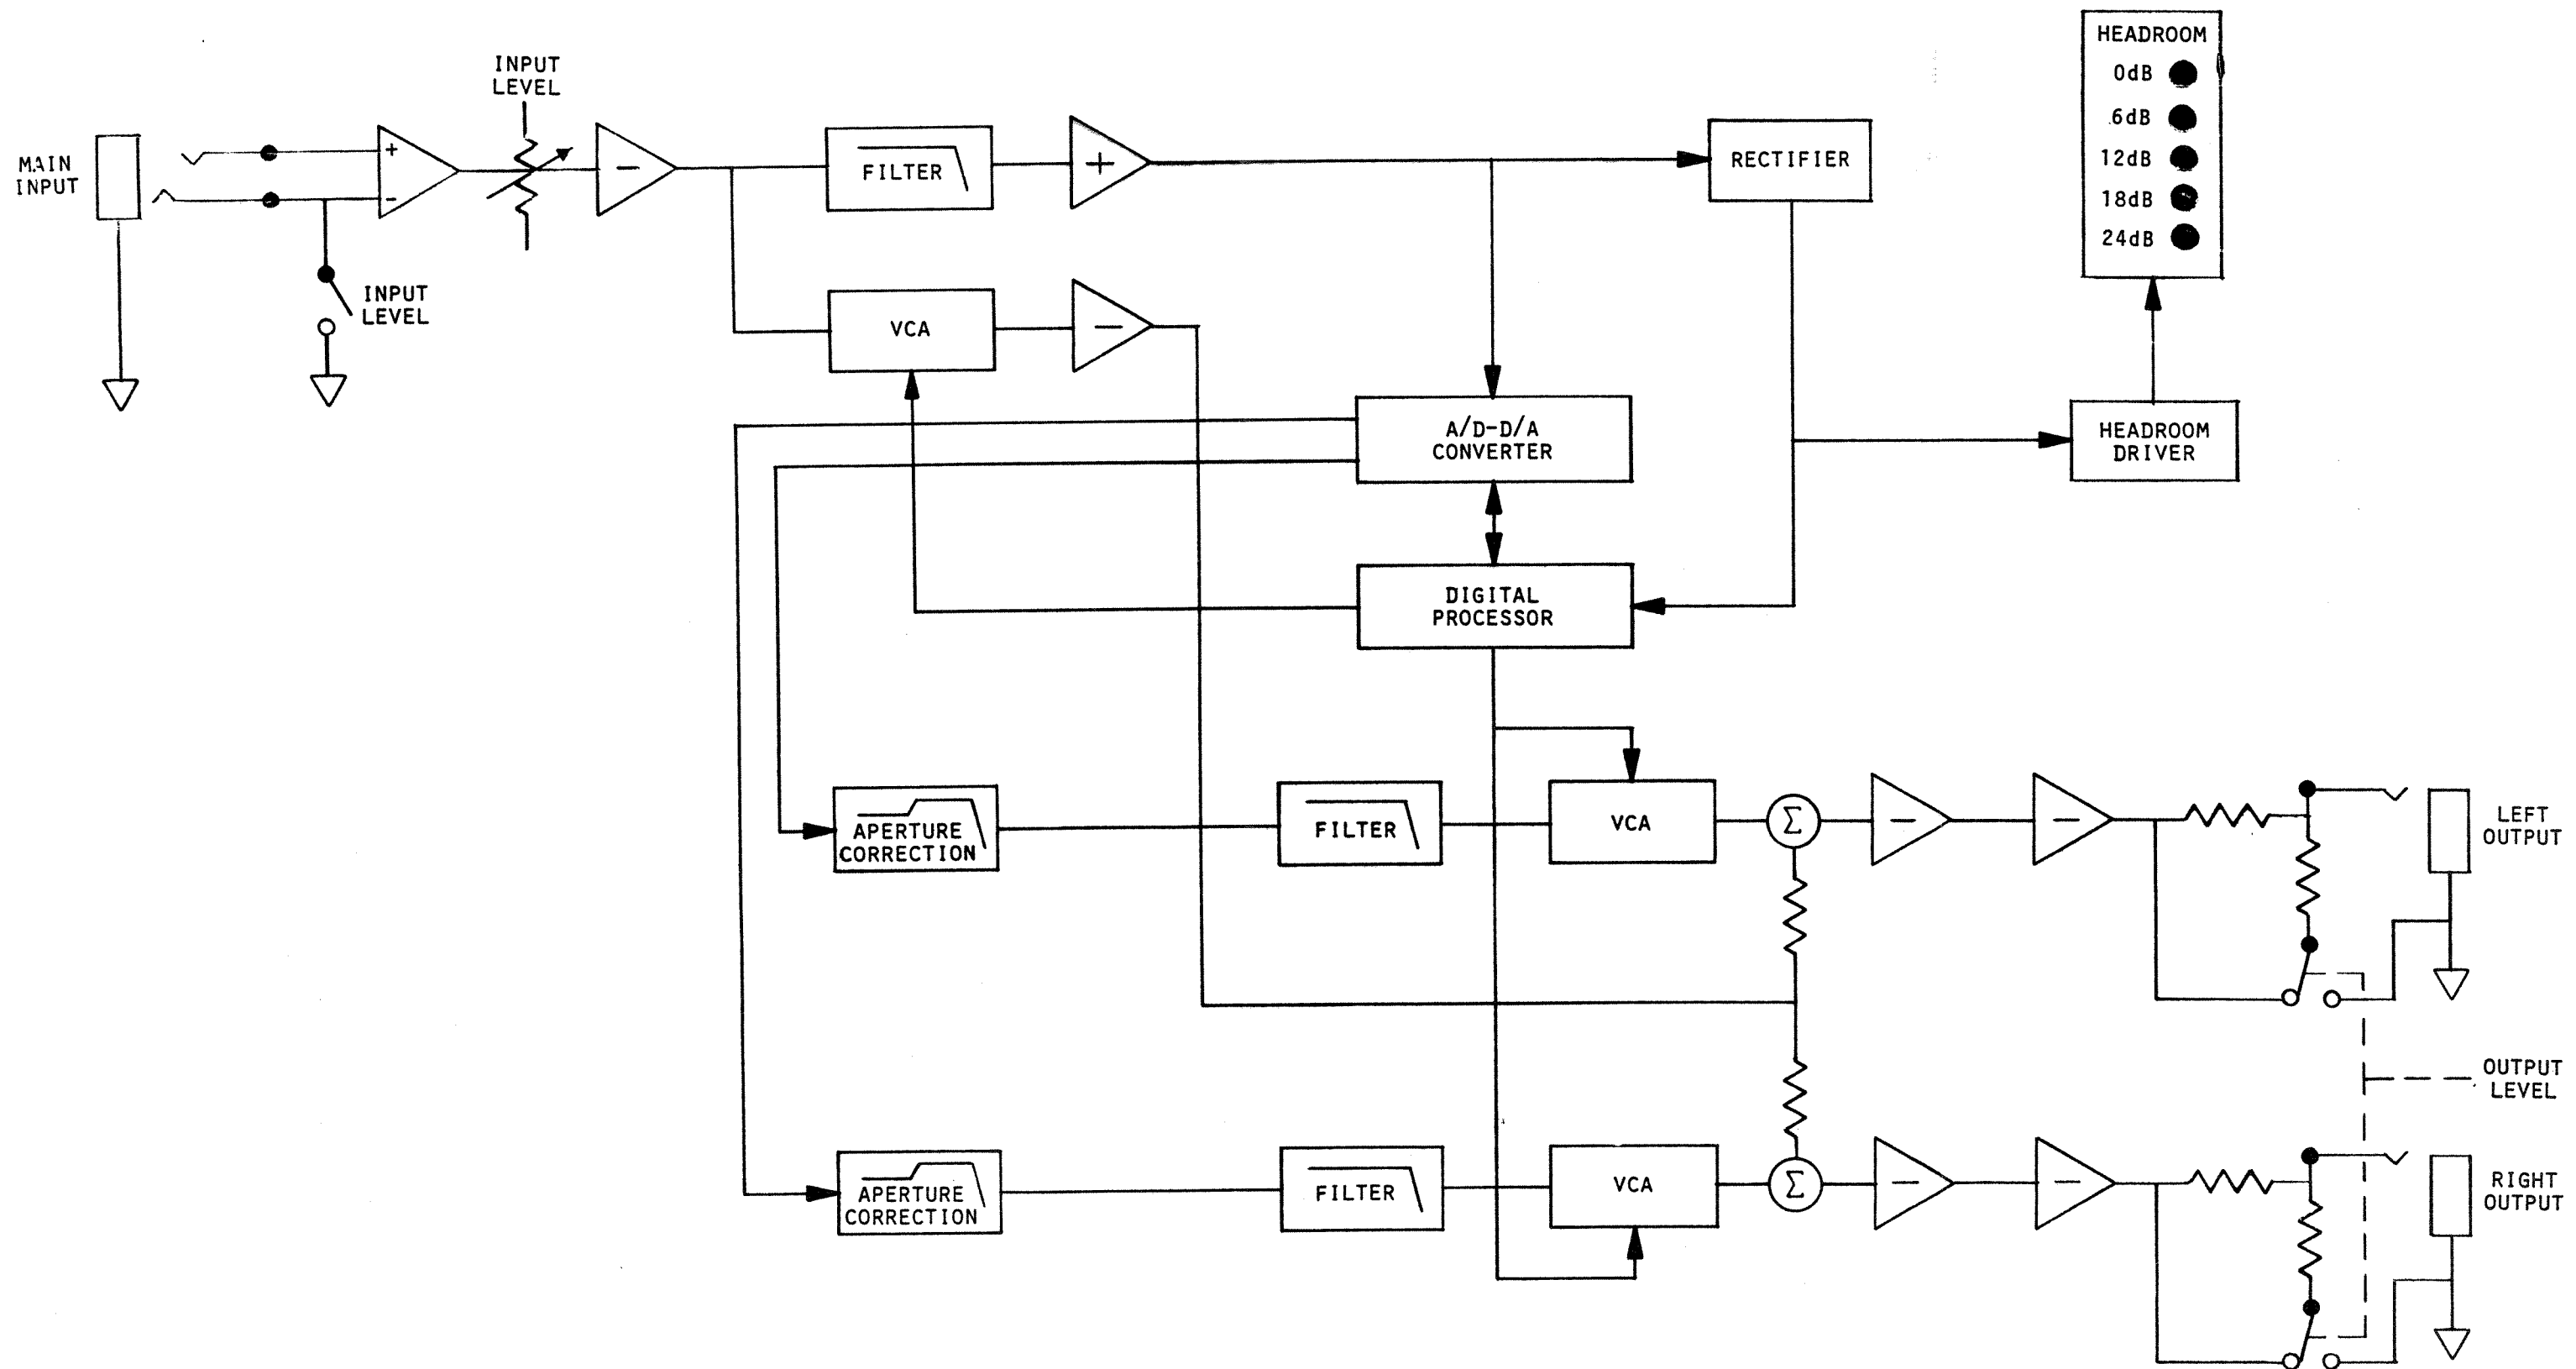 INPUT
LEVEL
MAIN
INPUT
+
-
−
FILTER
+
RECTIFIER
HEADROOM
0dB
6dB
12dB
18dB
24dB
INPUT
LEVEL
VCA
−
A/D-D/A
CONVERTER
HEADROOM
DRIVER
DIGITAL
PROCESSOR
APERTURE
CORRECTION
FILTER
VCA
Σ
−
−
LEFT
OUTPUT
OUTPUT
LEVEL
APERTURE
CORRECTION
FILTER
VCA
Σ
−
−
RIGHT
OUTPUT